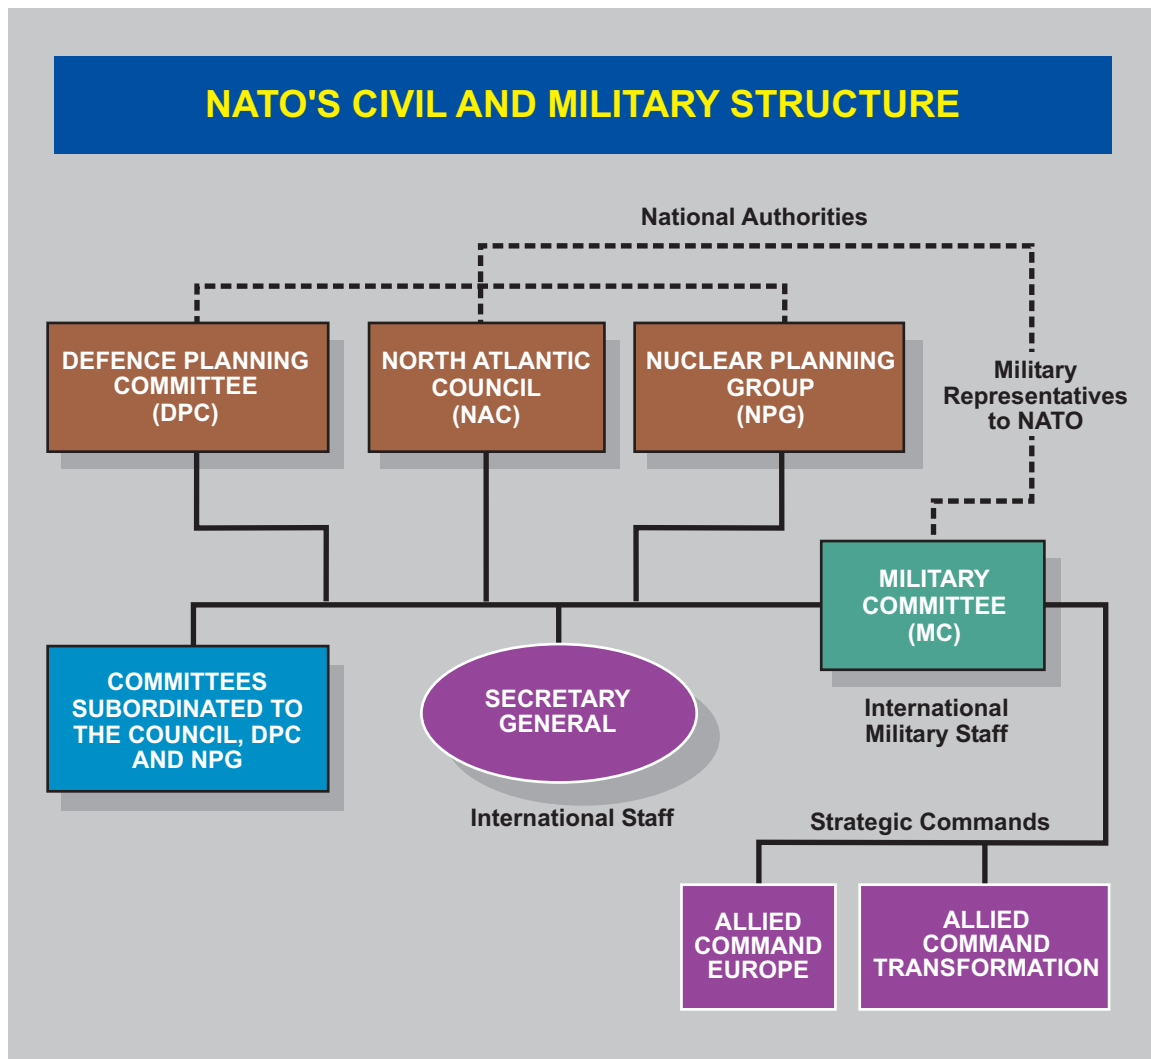 NATO'S CIVIL AND MILITARY STRUCTURE
National Authorities
DEFENCE PLANNING
COMMITTEE
(DPC)
NORTH ATLANTIC
COUNCIL
(NAC)
NUCLEAR PLANNING
GROUP
(NPG)
Military
Representatives
to NATO
MILITARY
COMMITTEE
(MC)
COMMITTEES
SUBORDINATED TO
THE COUNCIL, DPC
AND NPG
SECRETARY
GENERAL
International
Military Staff
International Staff
Strategic Commands
ALLIED
COMMAND
EUROPE
ALLIED
COMMAND
TRANSFORMATION